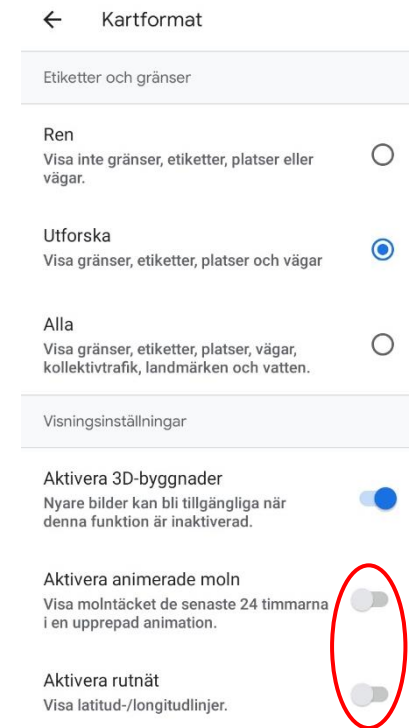 Kartformat
Etiketter och gränser
Ren
Visa inte gränser, etiketter, platser eller
vägar.
Utforska
Visa gränser, etiketter, platser och vägar
Alla
Visa gränser, etiketter, platser, vägar,
kollektivtrafik, landmärken och vatten.
Visningsinställningar
Aktivera 3D-byggnader
Nyare bilder kan bli tillgängliga när
denna funktion är inaktiverad.
Aktivera animerade moln
Visa molntäcket de senaste 24 timmarna
i en upprepad animation.
Aktivera rutnät
Visa latitud-/longitudlinjer.